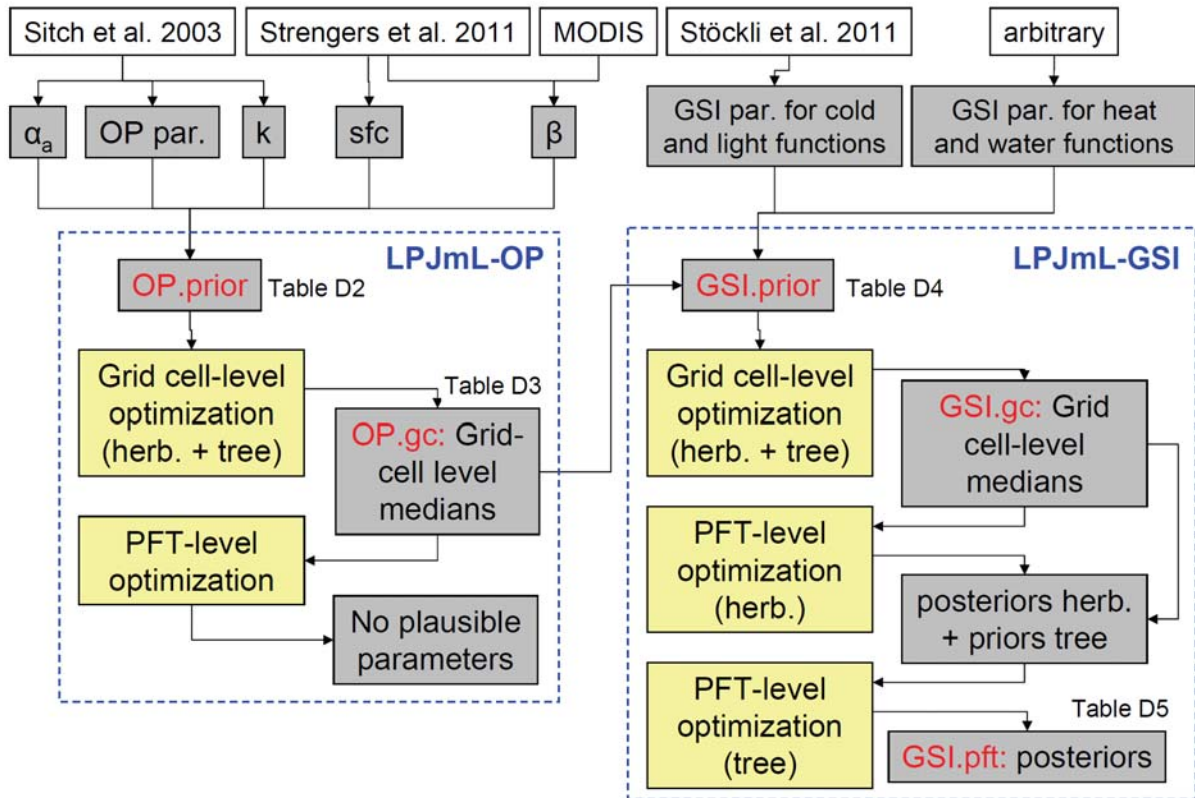 Sitch et al. 2003
Strengers et al. 2011
MODIS
Stöckli et al. 2011
arbitrary
αa
OP par.
k
sfc
β
GSI par. for cold
and light functions
GSI par. for heat
and water functions
LPJmL-OP
OP.prior
Table D2
Grid cell-level
optimization
(herb. + tree)
Table D3
OP.gc: Grid-
cell level
medians
PFT-level
optimization
No plausible
parameters
LPJmL-GSI
GSI.prior
Table D4
Grid cell-level
optimization
(herb. + tree)
GSI.gc: Grid
cell-level
medians
PFT-level
optimization
(herb.)
posteriors herb.
+ priors tree
PFT-level
optimization
(tree)
Table D5
GSI.pft: posteriors